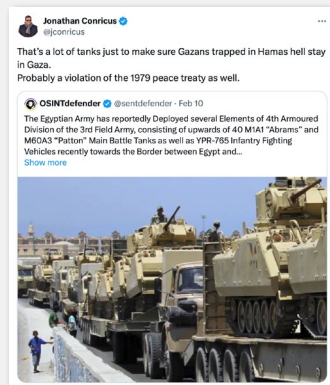 Jonathan Conricus
@jconricus
That's a lot of tanks just to make sure Gazans trapped in Hamas hell stay
in Gaza.
Probably a violation of the 1979 peace treaty as well.
OSINTdefender @sentdefender · Feb 10
The Egyptian Army has reportedly Deployed several Elements of 4th Armoured
Division of the 3rd Field Army, consisting of upwards of 40 M1A1 "Abrams" and
M60A3 "Patton" Main Battle Tanks as well as YPR-765 Infantry Fighting
Vehicles recently towards the Border between Egypt and...
Show more